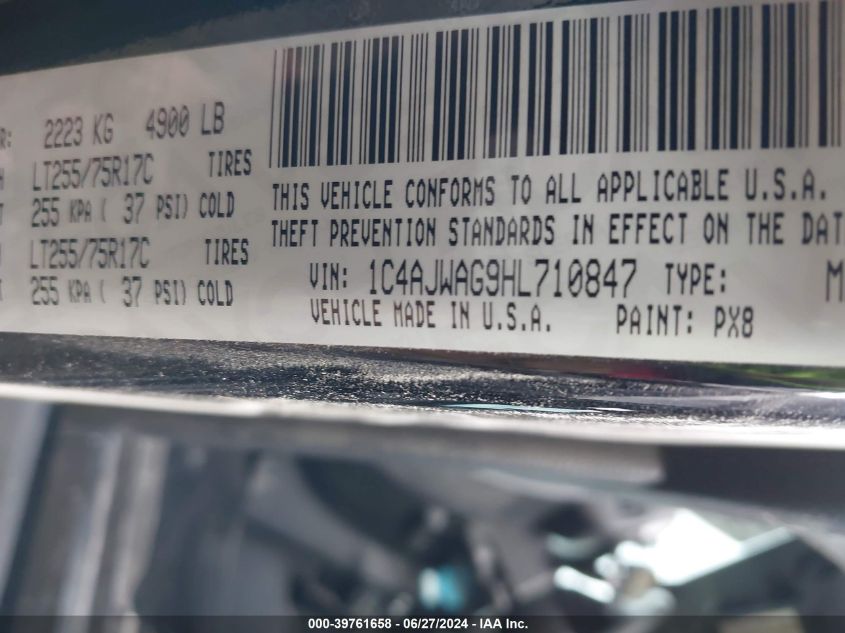 R: 2223 KG 4900 LB
LT255/75R17C TIRES
255 KPA ( 37 PSI) COLD
LT255/75R17C TIRES
255 KPA ( 37 PSI) COLD
THIS VEHICLE CONFORMS TO ALL APPLICABLE U.S.A.
THEFT PREVENTION STANDARDS IN EFFECT ON THE DAT
VIN: 1C4AJWAG9HL710847 TYPE: M
VEHICLE MADE IN U.S.A. PAINT: PX8
000-39761658 - 06/27/2024 - IAA Inc.